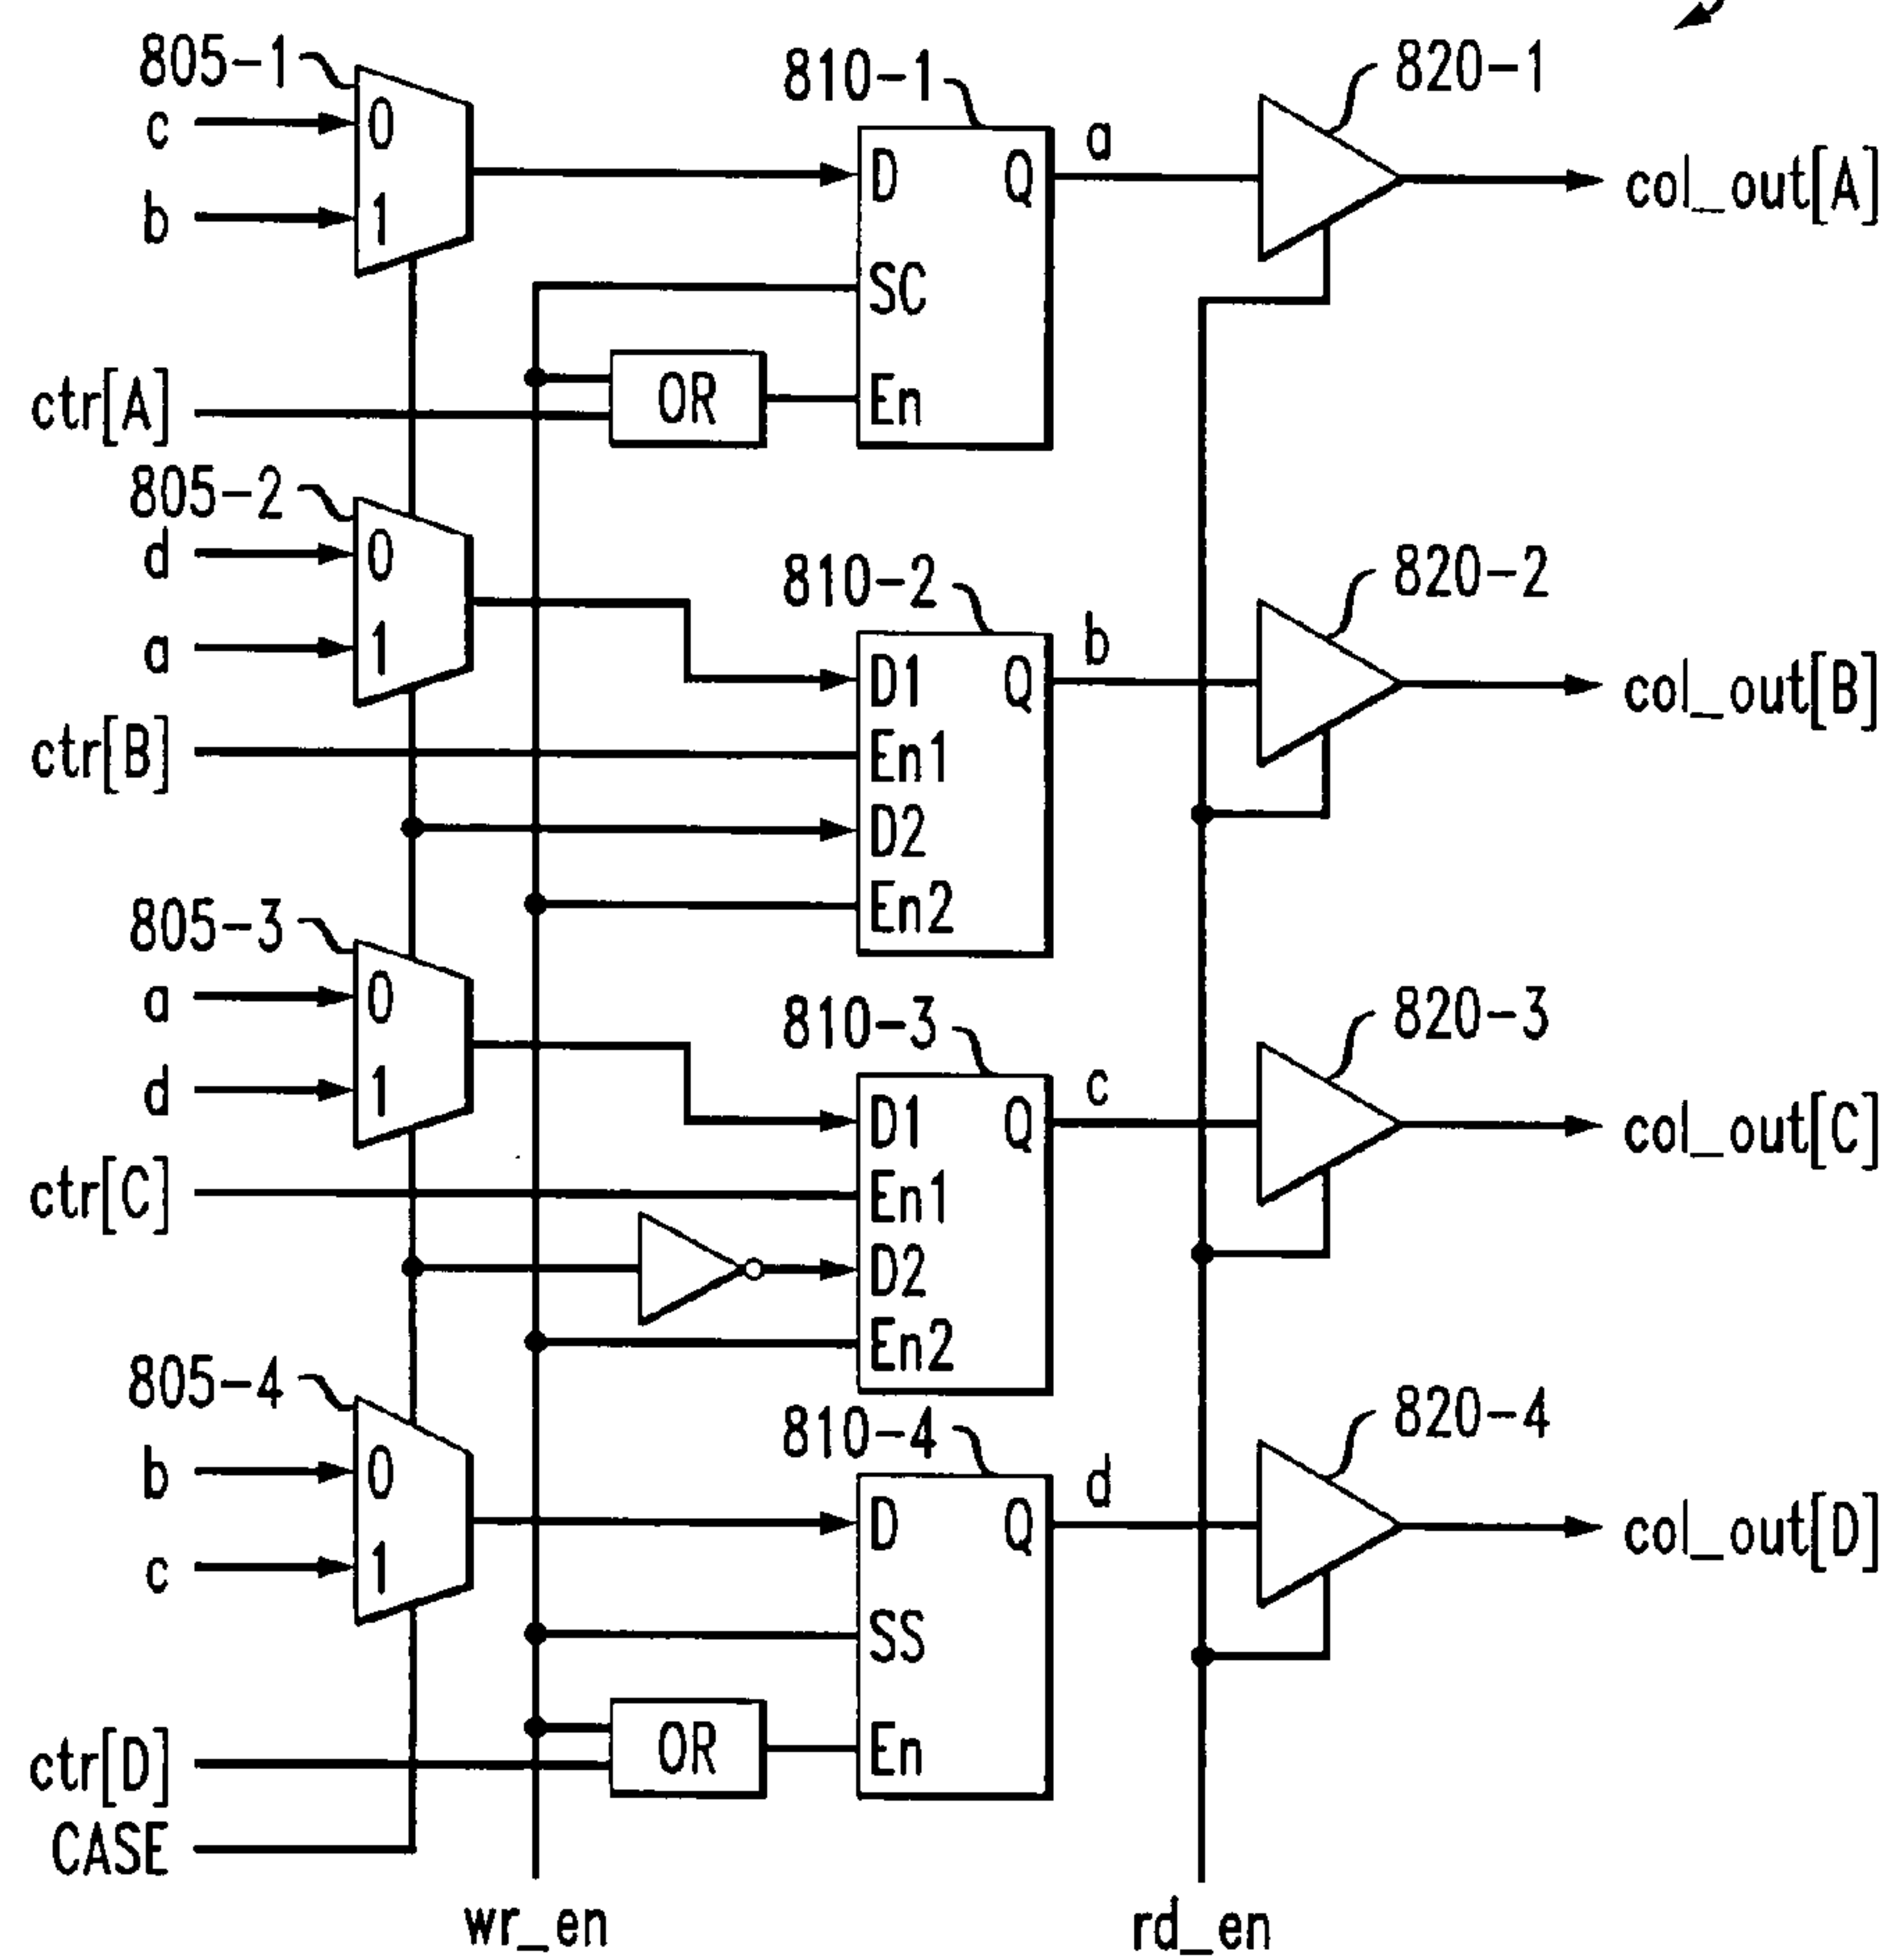 805-1
c
0
b
1
810-1
D
Q
SC
En
a
820-1
col_out[A]
ctr[A]
OR
805-2
d
0
a
1
810-2
D1
Q
En1
D2
En2
b
820-2
col_out[B]
ctr[B]
805-3
a
0
d
1
810-3
D1
Q
En1
D2
En2
c
820-3
col_out[C]
ctr[C]
805-4
b
0
c
1
810-4
D
Q
SS
En
d
820-4
col_out[D]
OR
ctr[D]
CASE
wr_en
rd_en